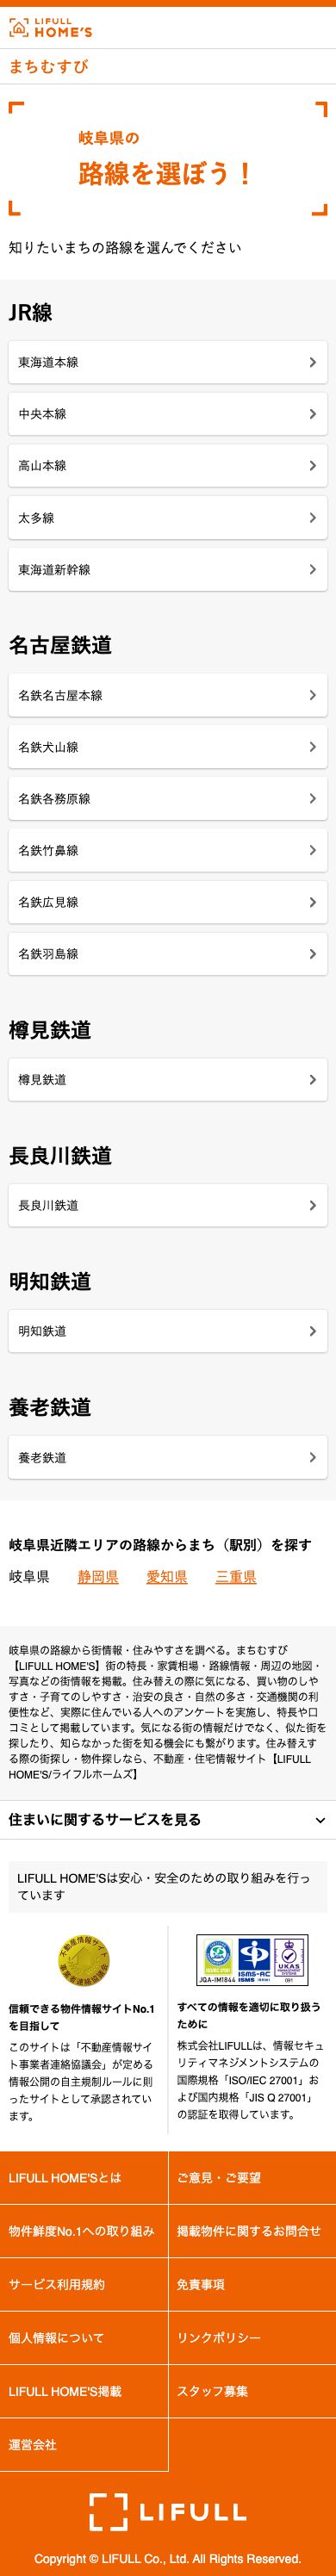 LIFULL
HOME'S
まちむすび
岐阜県の
路線を選ぼう！
知りたいまちの路線を選んでください
JR線
東海道本線
中央本線
高山本線
太多線
東海道新幹線
名古屋鉄道
名鉄名古屋本線
名鉄犬山線
名鉄各務原線
名鉄竹鼻線
名鉄広見線
名鉄羽島線
樽見鉄道
樽見鉄道
長良川鉄道
長良川鉄道
明知鉄道
明知鉄道
養老鉄道
養老鉄道
岐阜県近隣エリアの路線からまち（駅別）を探す
岐阜県 静岡県 愛知県 三重県
岐阜県の路線から街情報・住みやすさを調べる。まちむすび
【LIFULL HOME'S】街の特長・家賃相場・路線情報・周辺の地図・
写真などの街情報を掲載。住み替えの際に気になる、買い物のしや
すさ・子育てのしやすさ・治安の良さ・自然の多さ・交通機関の利
便性など、実際に住んでいる人へのアンケートを実施し、特長や口
コミとして掲載しています。気になる街の情報だけでなく、似た街を
探したり、知らなかった街を知る機会にも繋がります。住み替えす
る際の街探し・物件探しなら、不動産・住宅情報サイト【LIFULL
HOME'S/ライフルホームズ】
住まいに関するサービスを見る
LIFULL HOME'Sは安心・安全のための取り組みを行っ
ています
不動産情報サイト
事業者連絡協議会
信頼できる物件情報サイトNo.1
を目指して
このサイトは「不動産情報サイ
ト事業者連絡協議会」が定める
情報公開の自主規制ルールに則
ったサイトとして承認されてい
ます。
JQA-IM1844
ISMS-AC
UKAS
MANAGEMENT
SYSTEMS
すべての情報を適切に取り扱う
ために
株式会社LIFULLは、情報セキュ
リティマネジメントシステムの
国際規格「ISO/IEC 27001」お
よび国内規格「JIS Q 27001」
の認証を取得しています。
LIFULL HOME'Sとは
ご意見・ご要望
物件鮮度No.1への取り組み
掲載物件に関するお問合せ
サービス利用規約
免責事項
個人情報について
リンクポリシー
LIFULL HOME'S掲載
スタッフ募集
運営会社
LIFULL
Copyright © LIFULL Co., Ltd. All Rights Reserved.